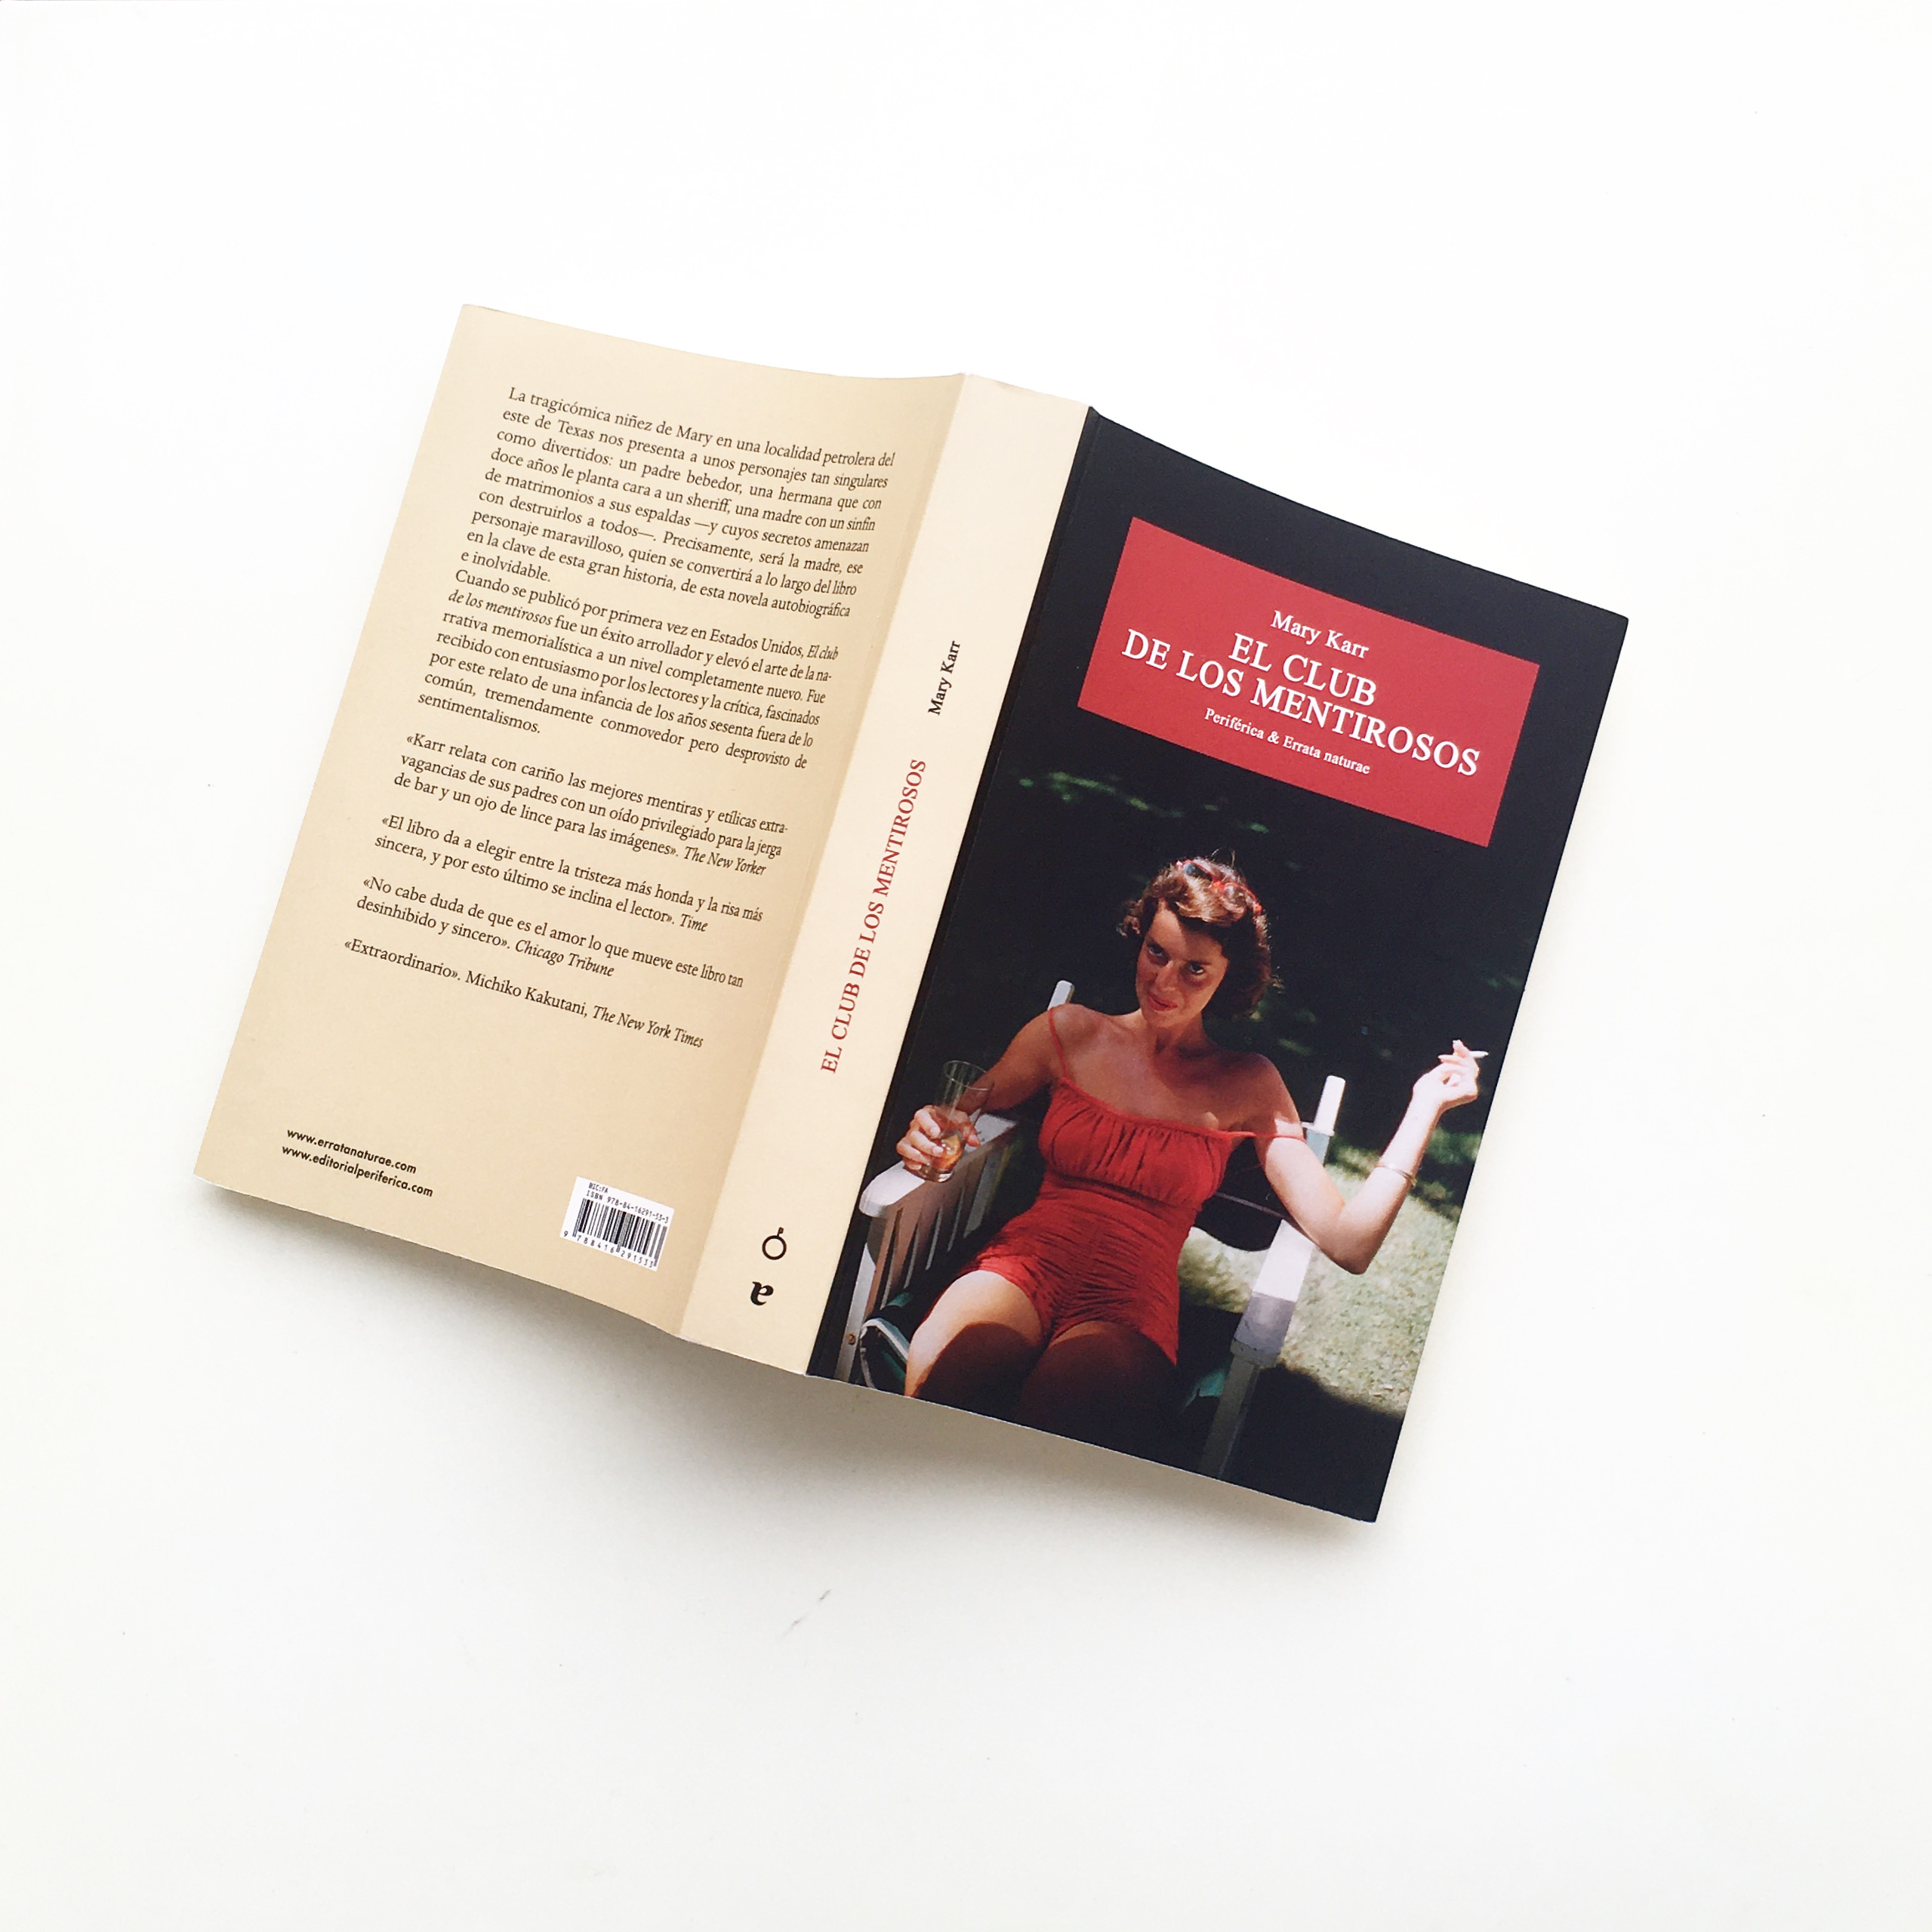 La tragicómica niñez de Mary en una localidad petrolera del
este de Texas nos presenta a unos personajes tan singulares
como divertidos: un padre bebedor, una hermana que con
doce años le planta cara a un sheriff, una madre con un sinfín
de matrimonios a sus espaldas —y cuyos secretos amenazan
con destruirlos a todos—. Precisamente, será la madre, ese
personaje maravilloso, quien se convertirá a lo largo del libro
en la clave de esta gran historia, de esta novela autobiográfica
e inolvidable.
Cuando se publicó por primera vez en Estados Unidos, El club
de los mentirosos fue un éxito arrollador y elevó el arte de la na-
rrativa memorialística a un nivel completamente nuevo. Fue
recibido con entusiasmo por los lectores y la crítica, fascinados
por este relato de una infancia de los años sesenta fuera de lo
común, tremendamente conmovedor pero desprovisto de
sentimentalismos.
«Karr relata con cariño las mejores mentiras y etílicas extra-
vagancias de sus padres con un oído privilegiado para la jerga
de bar y un ojo de lince para las imágenes». The New Yorker
«El libro da a elegir entre la tristeza más honda y la risa más
sincera, y por esto último se inclina el lector». Time
«No cabe duda de que es el amor lo que mueve este libro tan
desinhibido y sincero». Chicago Tribune
«Extraordinario». Michiko Kakutani, The New York Times
www.erratanaturae.com
www.editorialperiferica.com
BIC:FA
ISBN 978-84-16291-53-3
9 788416 291533
EL CLUB DE LOS MENTIROSOS Mary Karr
e
Mary Karr
EL CLUB
DE LOS MENTIROSOS
Periférica & Errata naturae